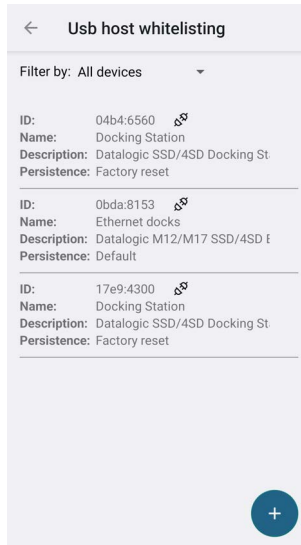 Usb host whitelisting
Filter by: All devices
ID: 04b4:6560
Name: Docking Station
Description: Datalogic SSD/4SD Docking St
Persistence: Factory reset
ID: 0bda:8153
Name: Ethernet docks
Description: Datalogic M12/M17 SSD/4SD E
Persistence: Default
ID: 17e9:4300
Name: Docking Station
Description: Datalogic SSD/4SD Docking St
Persistence: Factory reset